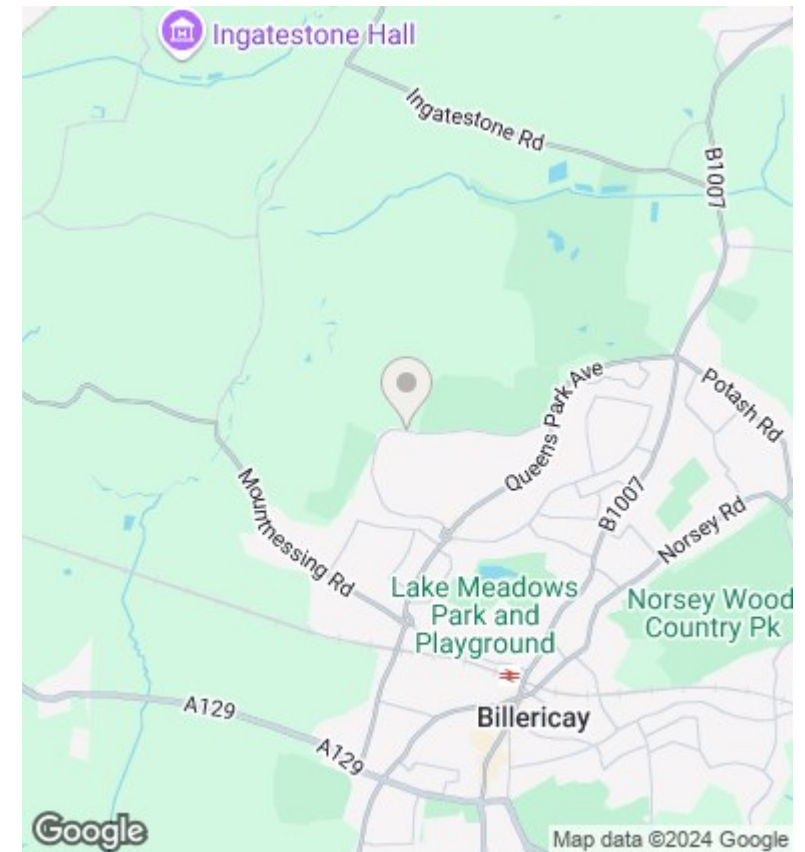 Ingatestone Hall
Ingatestone Rd
B1007
Queens Park Ave
Potash Rd
Mountnessing Rd
B1007
Norsey Rd
Lake Meadows
Park and
Playground
Norsey Wood
Country Pk
A129
Billericay
A129
Google
Map data ©2024 Google